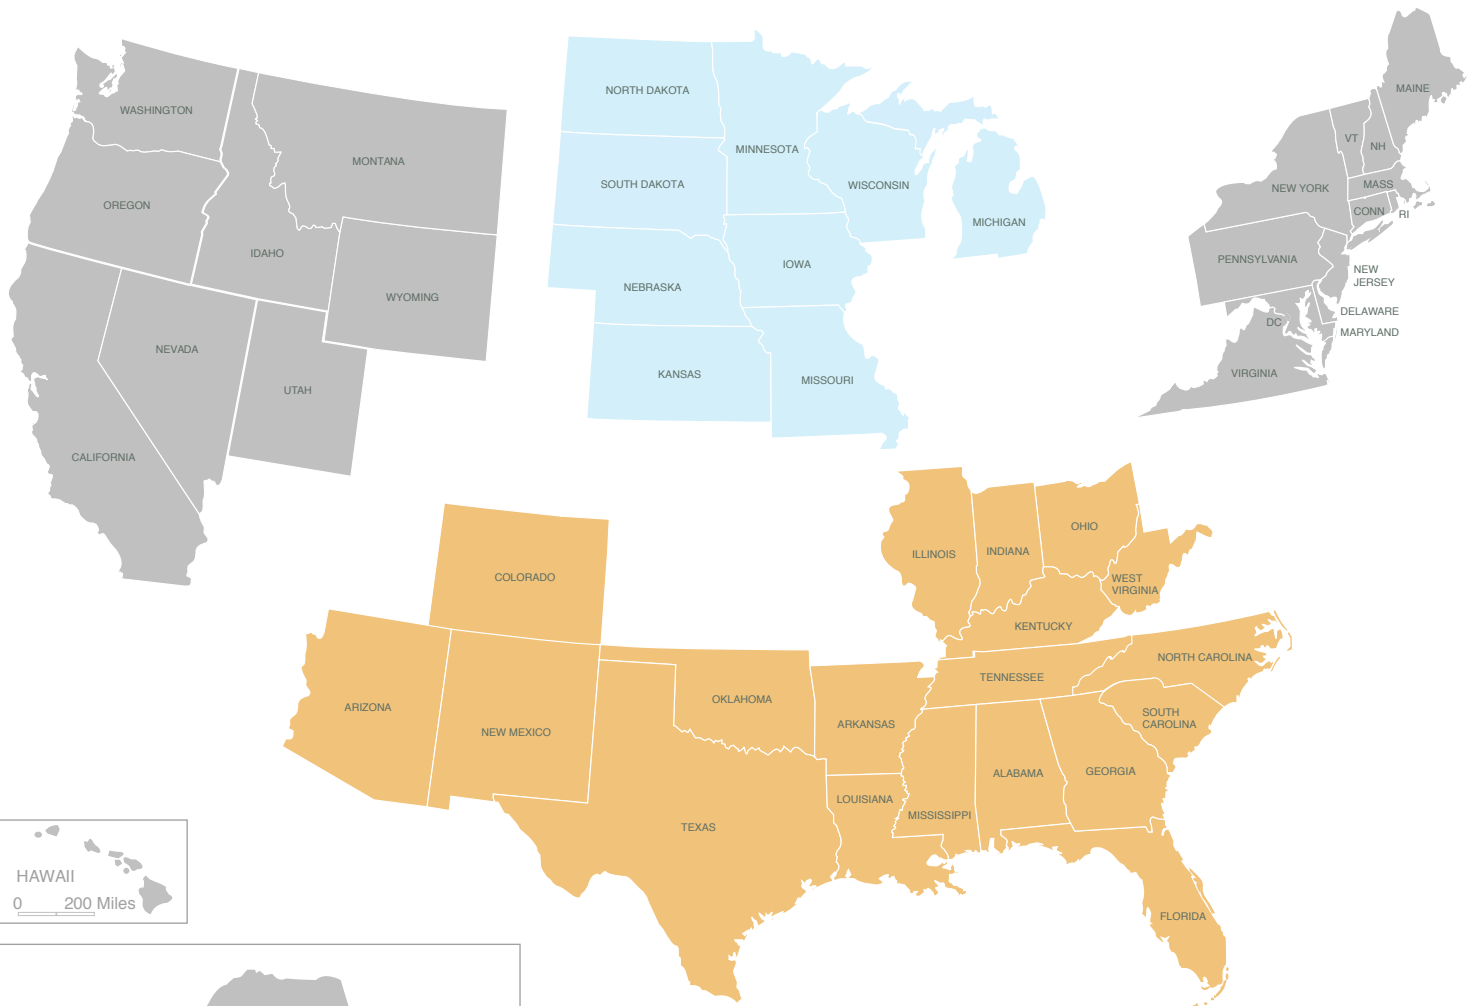 WASHINGTON
MONTANA
OREGON
IDAHO
WYOMING
NEVADA
UTAH
CALIFORNIA
NORTH DAKOTA
MINNESOTA
SOUTH DAKOTA
WISCONSIN
MICHIGAN
IOWA
NEBRASKA
KANSAS
MISSOURI
MAINE
VT
NH
NEW YORK
MASS
CONN
RI
PENNSYLVANIA
NEW
JERSEY
DELAWARE
DC
MARYLAND
VIRGINIA
OHIO
ILLINOIS
INDIANA
WEST
VIRGINIA
KENTUCKY
COLORADO
NORTH CAROLINA
TENNESSEE
OKLAHOMA
ARIZONA
ARKANSAS
SOUTH
CAROLINA
NEW MEXICO
ALABAMA
GEORGIA
LOUISIANA
MISSISSIPPI
TEXAS
FLORIDA
HAWAII
0 200 Miles